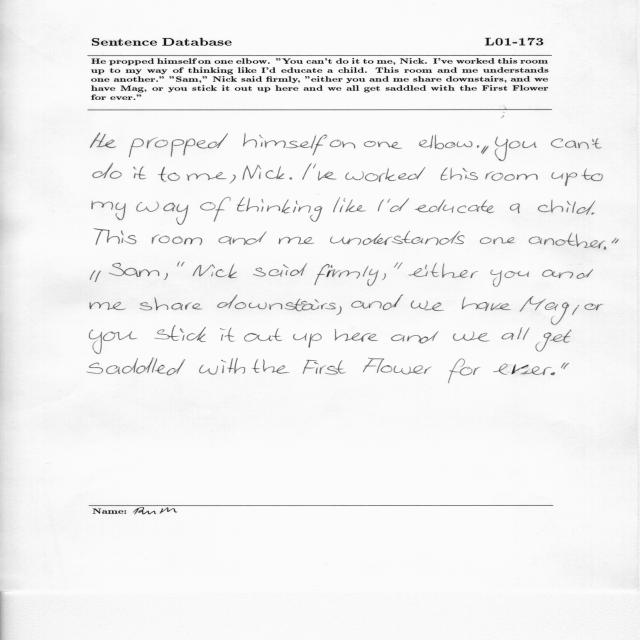 Sentence Database L01-173
He propped himself on one elbow. "You can't do it to me, Nick. I've worked this room
up to my way of thinking like I'd educate a child. This room and me understands
one another." "Sam," Nick said firmly, "either you and me share downstairs, and we
have Mag, or you stick it out up here and we all get saddled with the First Flower
for ever."
He propped himself on one elbow. „You can't
do it to me, Nick. I've worked this room up to
my way of thinking like I'd educate a child.
This room and me understands one another."
„Sam," Nick said firmly," either you and
me share downstairs, and we have Mag, or
you stick it out up here and we all get
saddled with the First Flower for ever."
Name: